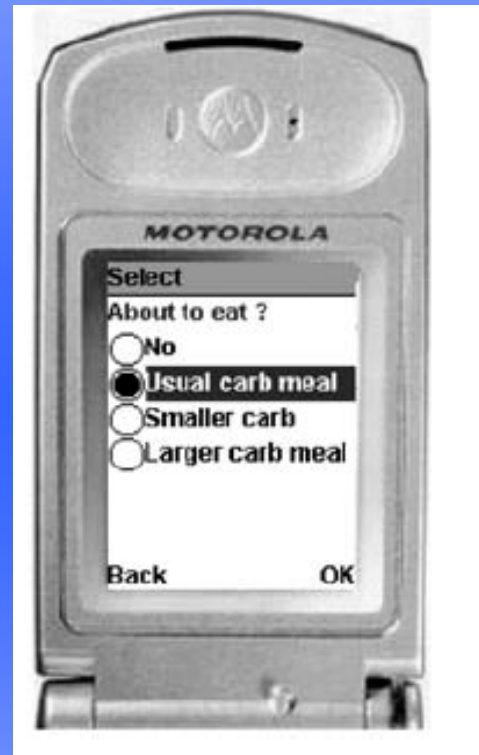 MOTOROLA
Select
About to eat ?
No
Usual carb meal
Smaller carb
Larger carb meal
Back OK